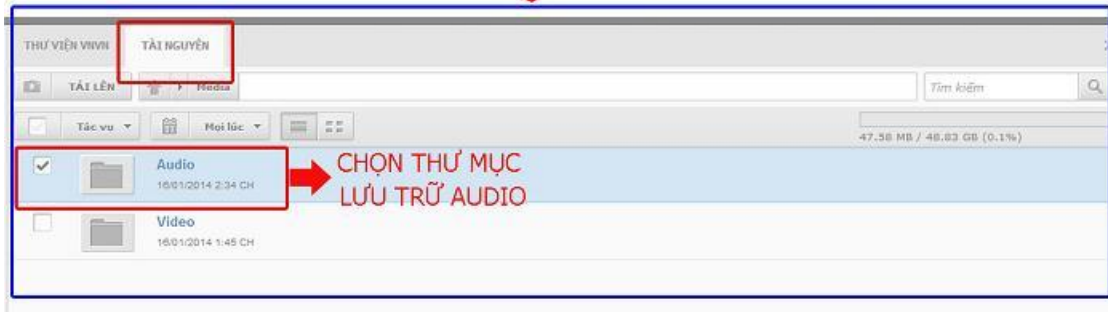 THƯ VIỆN VNVN TÀI NGUYÊN
TẢI LÊN Media Tìm kiếm
Tác vụ Mọi lúc
47.58 MB / 48.83 GB (0.1%)
Audio
16/01/2014 2:34 CH
CHỌN THƯ MỤC
LƯU TRỮ AUDIO
Video
16/01/2014 1:45 CH